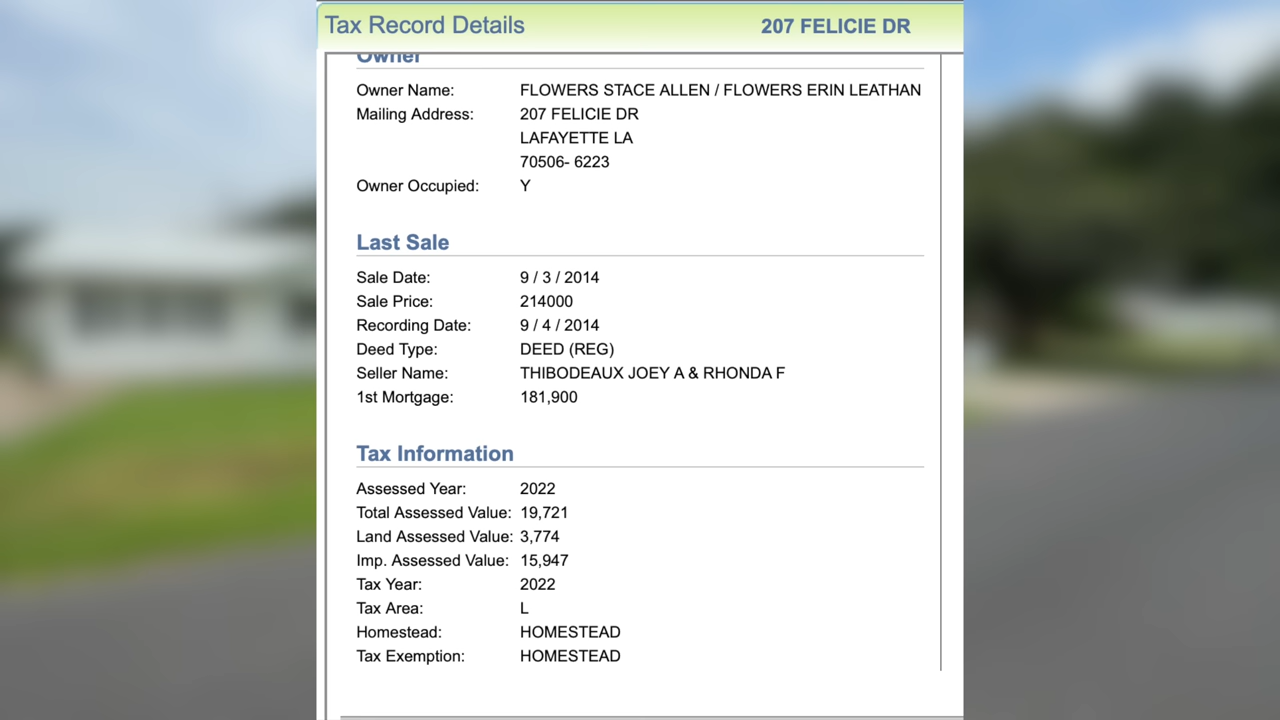 Tax Record Details 207 FELICIE DR
Owner
Owner Name: FLOWERS STACE ALLEN / FLOWERS ERIN LEATHAN
Mailing Address: 207 FELICIE DR
LAFAYETTE LA
70506- 6223
Owner Occupied: Y
Last Sale
Sale Date: 9 / 3 / 2014
Sale Price: 214000
Recording Date: 9 / 4 / 2014
Deed Type: DEED (REG)
Seller Name: THIBODEAUX JOEY A & RHONDA F
1st Mortgage: 181,900
Tax Information
Assessed Year: 2022
Total Assessed Value: 19,721
Land Assessed Value: 3,774
Imp. Assessed Value: 15,947
Tax Year: 2022
Tax Area: L
Homestead: HOMESTEAD
Tax Exemption: HOMESTEAD